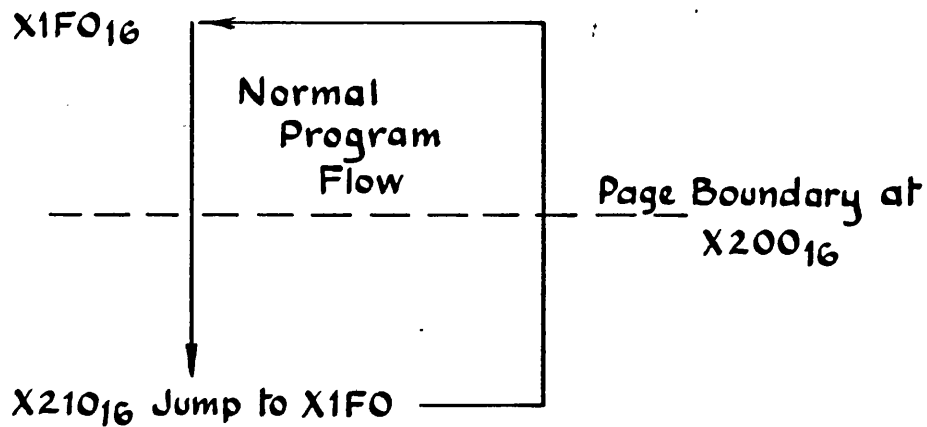 X1F0₁₆
Normal
Program
Flow
Page Boundary at
X200₁₆
X210₁₆ Jump to X1F0